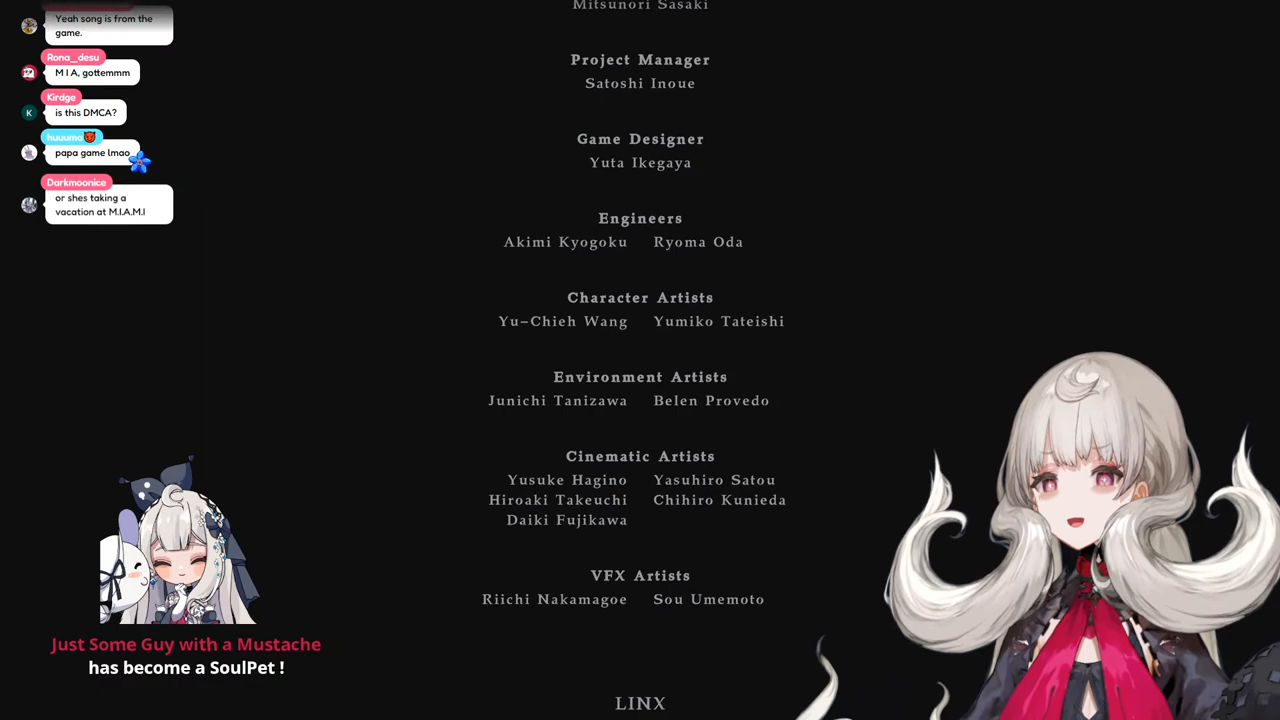 Yeah song is from the
game.
Rona_desu
M I A, gottemmm
Kirdge
K
is this DMCA?
huuuma
papa game lmao
Darkmoonice
or shes taking a
vacation at M.I.A.M.I
Mitsunori Sasaki
Project Manager
Satoshi Inoue
Game Designer
Yuta Ikegaya
Engineers
Akimi Kyogoku Ryoma Oda
Character Artists
Yu-Chieh Wang Yumiko Tateishi
Environment Artists
Junichi Tanizawa Belen Provedo
Cinematic Artists
Yusuke Hagino Yasuhiro Satou
Hiroaki Takeuchi Chihiro Kunieda
Daiki Fujikawa
VFX Artists
Riichi Nakamagoe Sou Umemoto
LINX
Just Some Guy with a Mustache
has become a SoulPet !